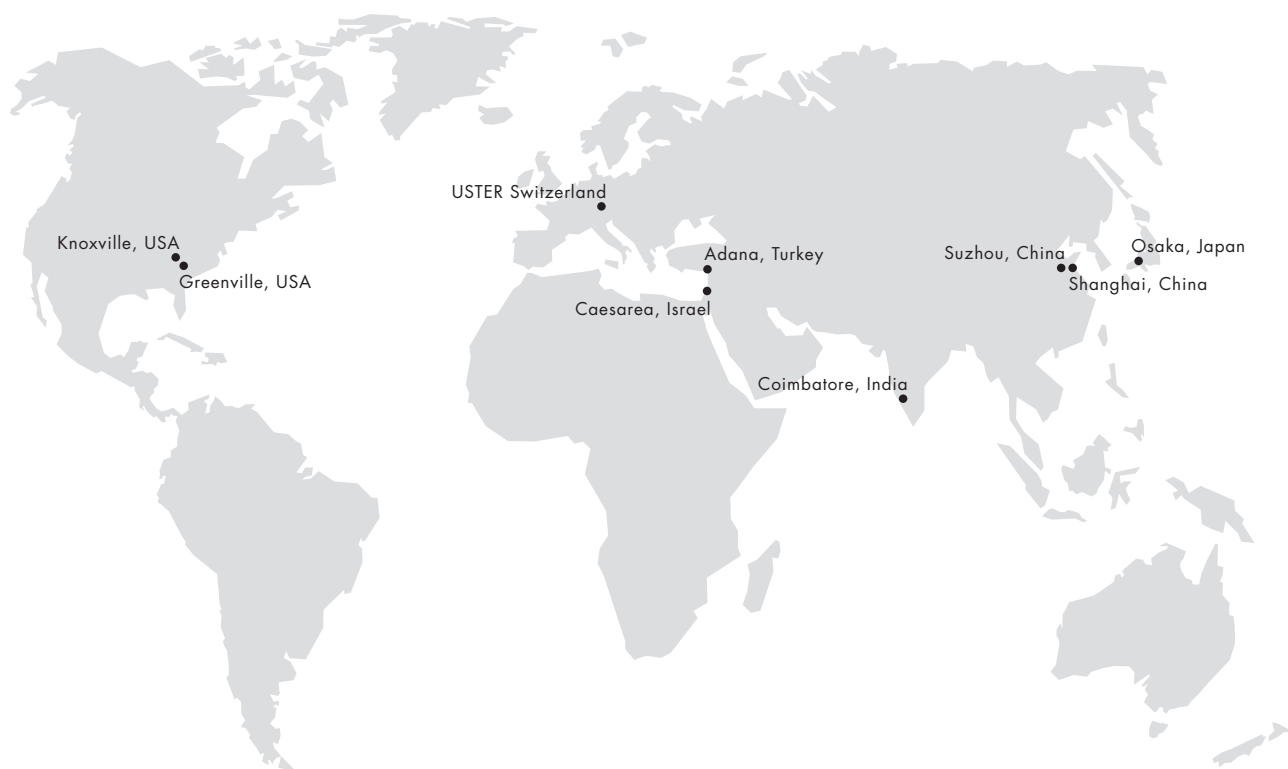 USTER Switzerland
Knoxville, USA
Greenville, USA
Adana, Turkey
Caesarea, Israel
Suzhou, China
Osaka, Japan
Shanghai, China
Coimbatore, India